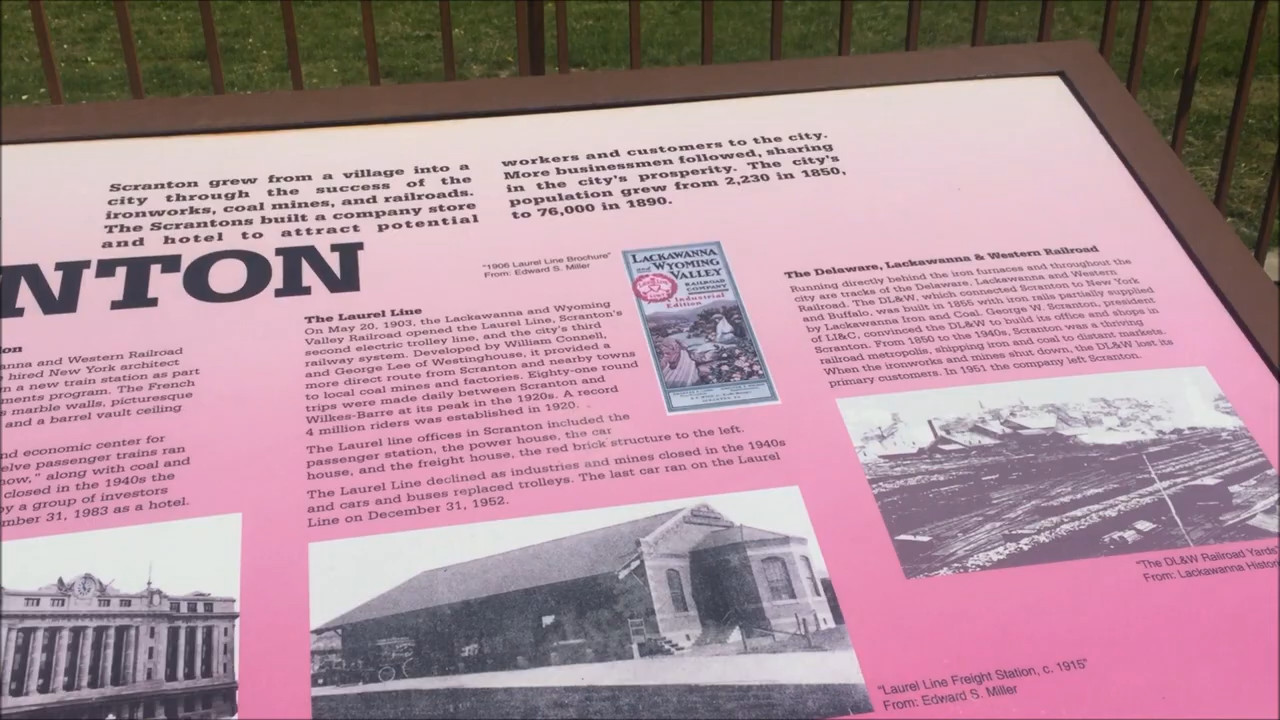 Scranton grew from a village into a
city through the success of the
ironworks, coal mines, and railroads.
The Scrantons built a company store
and hotel to attract potential
workers and customers to the city.
More businessmen followed, sharing
in the city's prosperity. The city's
population grew from 2,230 in 1850,
to 76,000 in 1890.
NTON
anna and Western Railroad
hired New York architect
n a new train station as part
ments program. The French
s marble walls, picturesque
and a barrel vault ceiling
nd economic center for
elve passenger trains ran
now," along with coal and
closed in the 1940s the
by a group of investors
mber 31, 1983 as a hotel.
"1906 Laurel Line Brochure"
From: Edward S. Miller
The Laurel Line
On May 20, 1903, the Lackawanna and Wyoming
Valley Railroad opened the Laurel Line, Scranton's
second electric trolley line, and the city's third
railway system. Developed by William Connell,
and George Lee of Westinghouse, it provided a
more direct route from Scranton and nearby towns
to local coal mines and factories. Eighty-one round
trips were made daily between Scranton and
Wilkes-Barre at its peak in the 1920s. A record
4 million riders was established in 1920.
The Laurel line offices in Scranton included the
passenger station, the power house, the car
house, and the freight house, the red brick structure to the left.
The Laurel Line declined as industries and mines closed in the 1940s
and cars and buses replaced trolleys. The last car ran on the Laurel
Line on December 31, 1952.
LACKAWANNA
and WYOMING
VALLEY
RAILROAD
COMPANY
Industrial
Edition
The Delaware, Lackawanna & Western Railroad
Running directly behind the iron furnaces and throughout the
city are tracks of the Delaware, Lackawanna and Western
Railroad. The DL&W, which connected Scranton to New York
and Buffalo, was built in 1855 with iron rails partially supplied
by Lackawanna Iron and Coal. George W. Scranton, president
of LI&C, convinced the DL&W to build its office and shops in
Scranton. From 1850 to the 1940s, Scranton was a thriving
railroad metropolis, shipping iron and coal to distant markets.
When the ironworks and mines shut down, the DL&W lost its
primary customers. In 1951 the company left Scranton.
"The DL&W Railroad Yards
From: Lackawanna Histor
"Laurel Line Freight Station, c. 1915"
From: Edward S. Miller